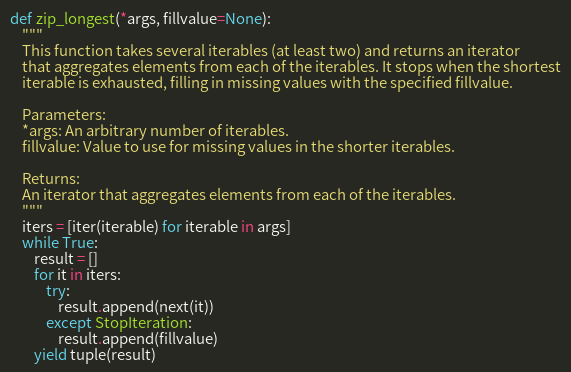 def zip_longest(*args, fillvalue=None):
    """
    This function takes several iterables (at least two) and returns an iterator
    that aggregates elements from each of the iterables. It stops when the shortest
    iterable is exhausted, filling in missing values with the specified fillvalue.

    Parameters:
    *args: An arbitrary number of iterables.
    fillvalue: Value to use for missing values in the shorter iterables.

    Returns:
    An iterator that aggregates elements from each of the iterables.
    """
    iters = [iter(iterable) for iterable in args]
    while True:
        result = []
        for it in iters:
            try:
                result.append(next(it))
            except StopIteration:
                result.append(fillvalue)
        yield tuple(result)